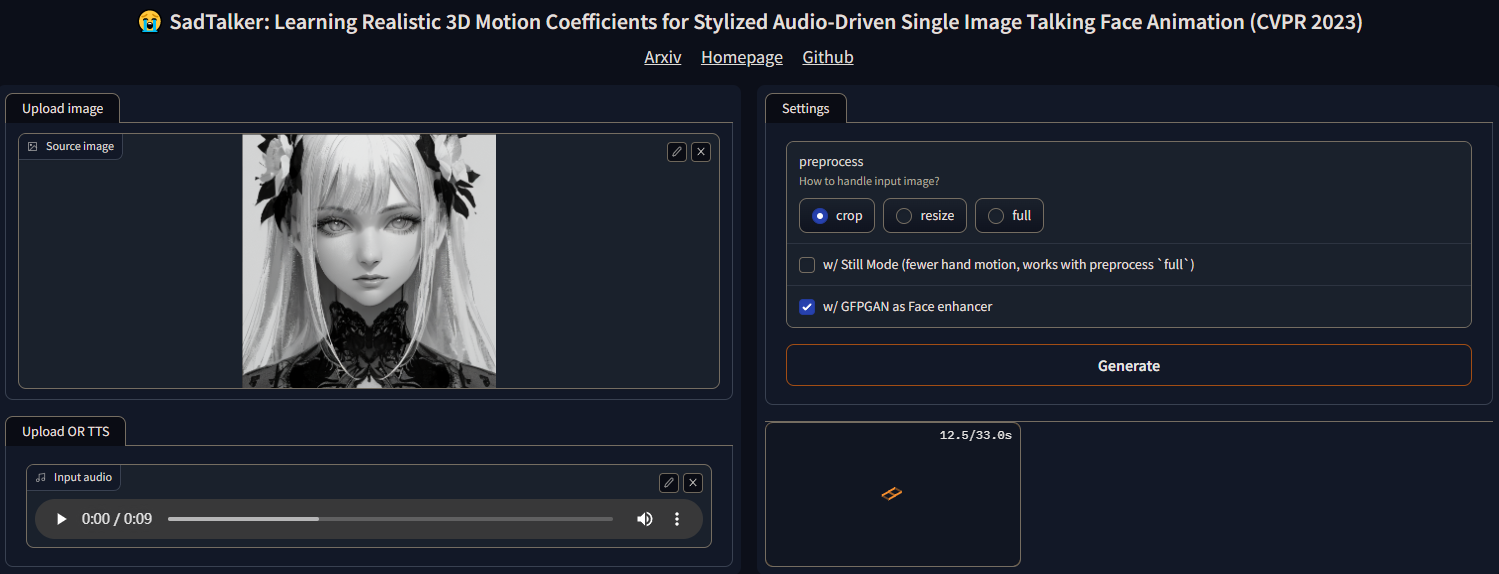 😭 SadTalker: Learning Realistic 3D Motion Coefficients for Stylized Audio-Driven Single Image Talking Face Animation (CVPR 2023)
Arxiv Homepage Github
Upload image
Source image
Upload OR TTS
Input audio
0:00 / 0:09
Settings
preprocess
How to handle input image?
crop resize full
w/ Still Mode (fewer hand motion, works with preprocess `full`)
w/ GFPGAN as Face enhancer
Generate
12.5/33.0s